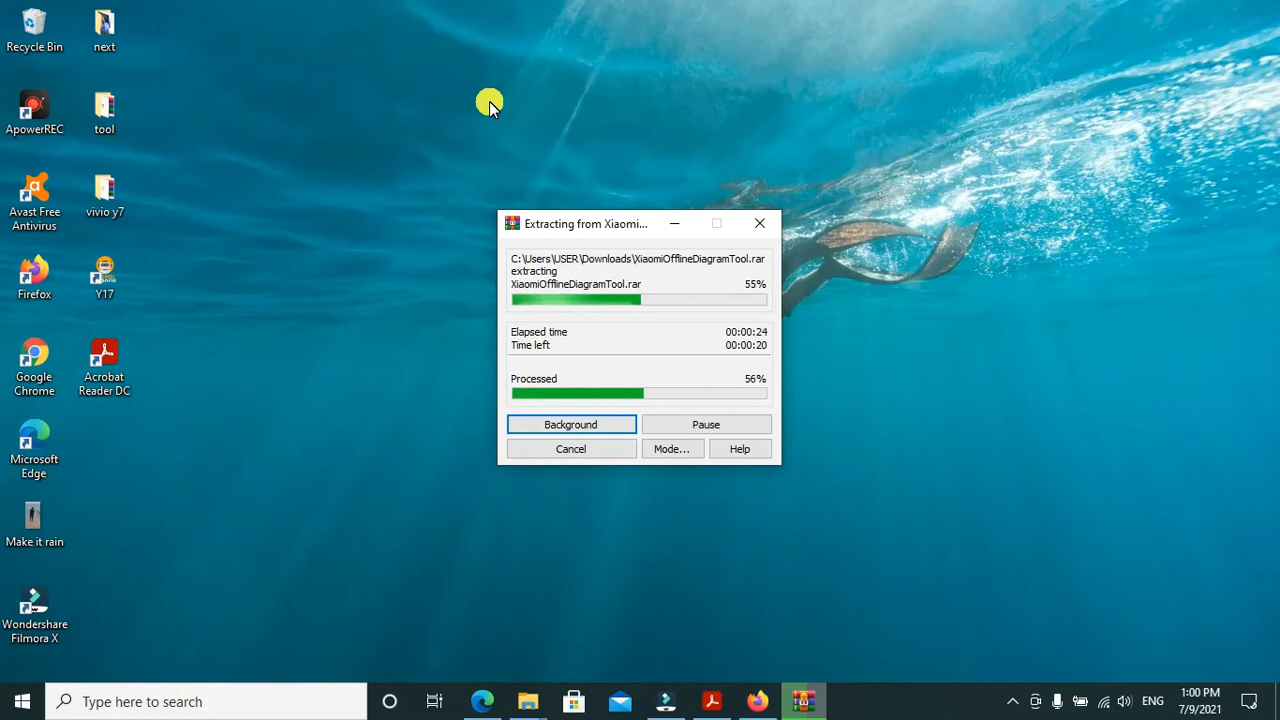 Recycle Bin
next
ApowerREC
tool
Avast Free
Antivirus
vivio y7
Firefox
Y17
Google
Chrome
Acrobat
Reader DC
Microsoft
Edge
Make it rain
Wondershare
Filmora X
Extracting from Xiaomi...
C:\Users\USER\Downloads\XiaomiOfflineDiagramTool.rar
extracting
XiaomiOfflineDiagramTool.rar 55%
Elapsed time 00:00:24
Time left 00:00:20
Processed 56%
Background Pause
Cancel Mode... Help
Type here to search
ENG
1:00 PM
7/9/2021